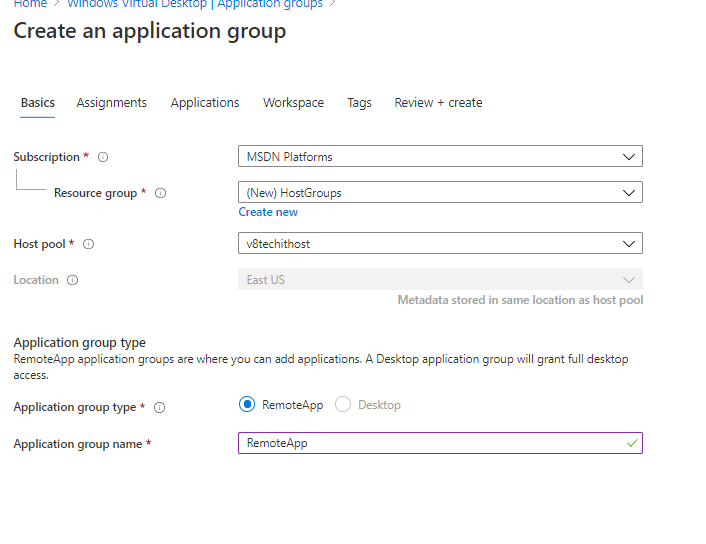 Home > Windows Virtual Desktop | Application groups >
Create an application group
Basics Assignments Applications Workspace Tags Review + create
Subscription * MSDN Platforms
Resource group * (New) HostGroups
Create new
Host pool * v8techithost
Location East US
Metadata stored in same location as host pool
Application group type
RemoteApp application groups are where you can add applications. A Desktop application group will grant full desktop
access.
Application group type * RemoteApp Desktop
Application group name * RemoteApp